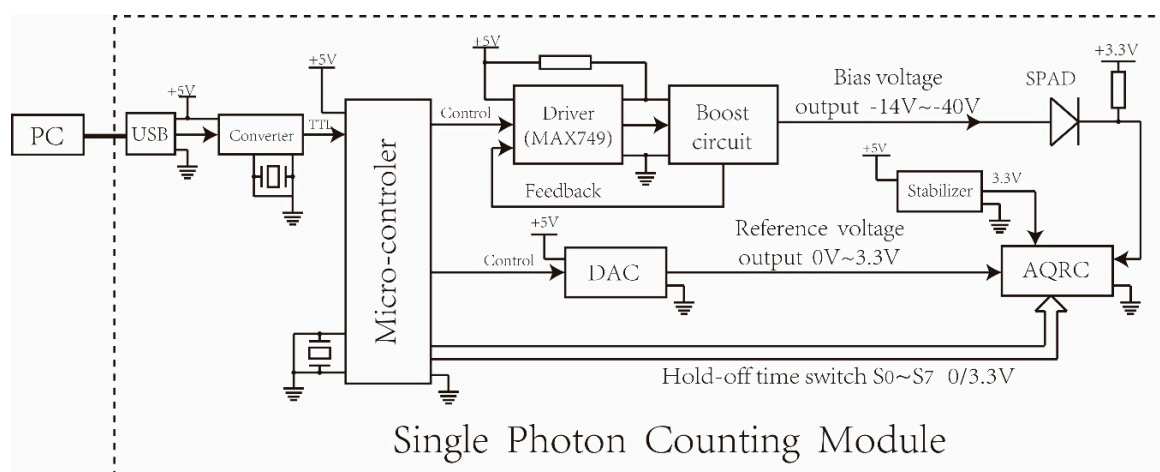 +5V
+3.3V
+5V
Bias voltage
SPAD
output -14V~-40V
+5V
Control
Driver
(MAX749)
Boost
circuit
PC
USB
Converter
TTL
+5V
Stabilizer
3.3V
Feedback
+5V
Reference voltage
output 0V~3.3V
Control
DAC
AQRC
Micro-controler
Hold-off time switch S0~S7 0/3.3V
Single Photon Counting Module